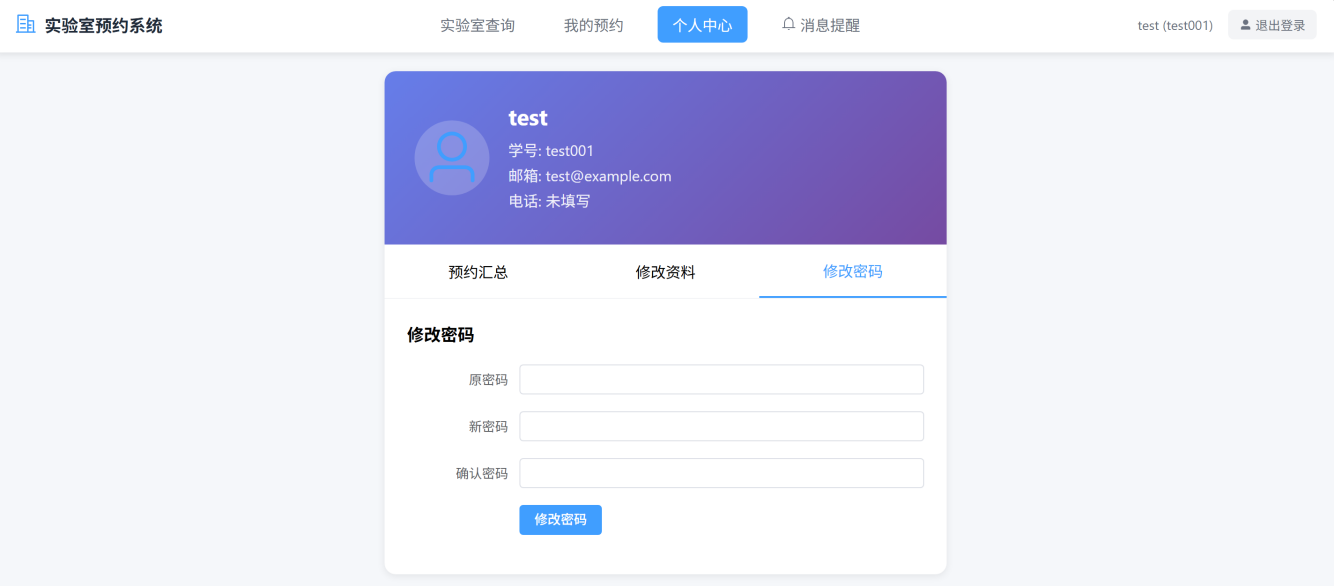 实验室预约系统
实验室查询 我的预约 个人中心 消息提醒
test (test001) 退出登录
test
学号: test001
邮箱: test@example.com
电话: 未填写
预约汇总 修改资料 修改密码
修改密码
原密码
新密码
确认密码
修改密码